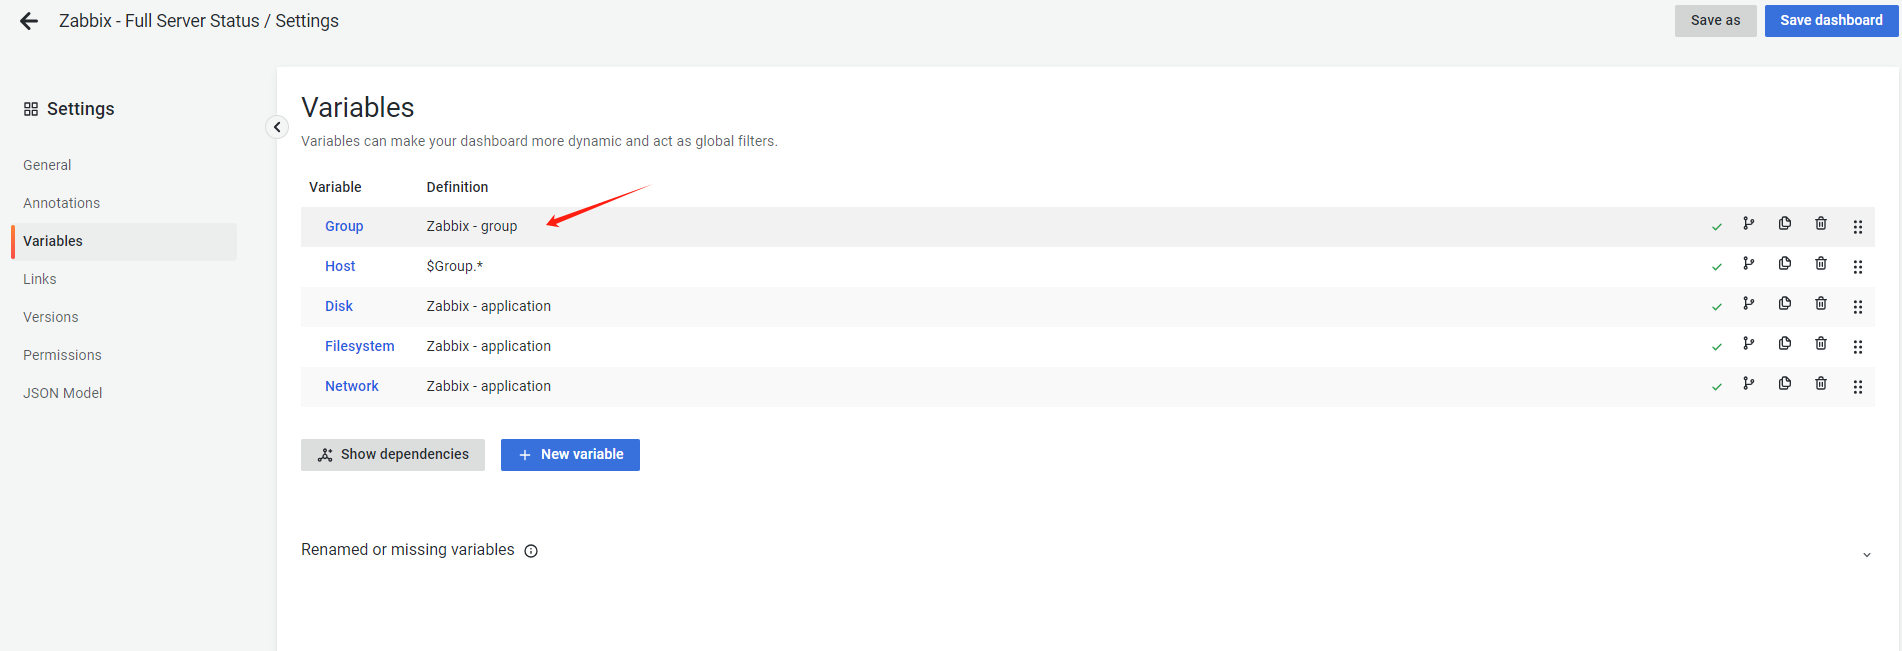 Zabbix - Full Server Status / Settings
Save as
Save dashboard
Settings
General
Annotations
Variables
Links
Versions
Permissions
JSON Model
Variables
Variables can make your dashboard more dynamic and act as global filters.
Variable Definition
Group Zabbix - group
Host $Group.*
Disk Zabbix - application
Filesystem Zabbix - application
Network Zabbix - application
Show dependencies
+ New variable
Renamed or missing variables